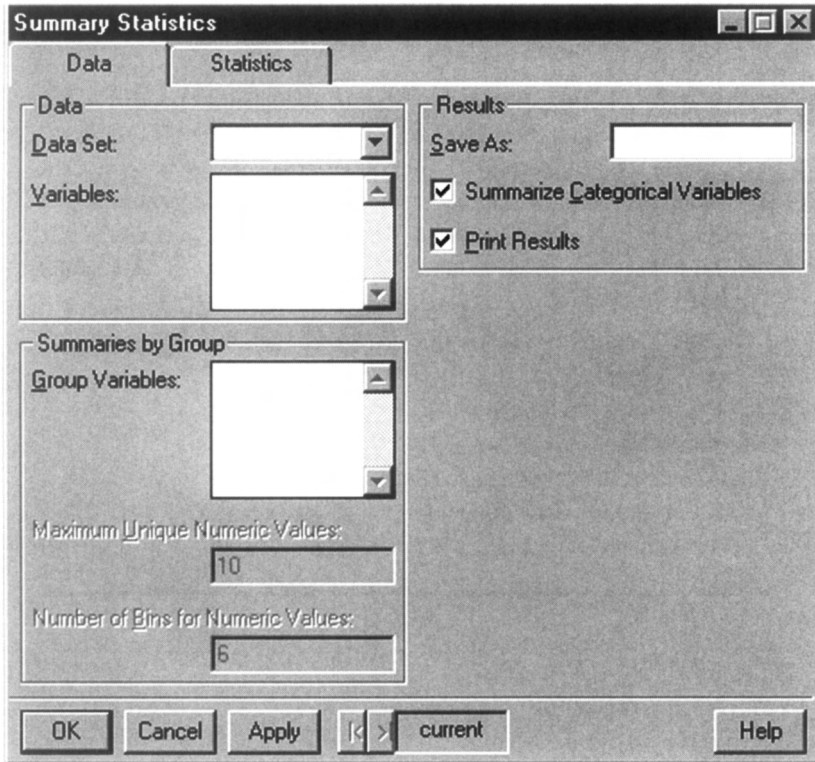 Summary Statistics
Data
Statistics
Data
Data Set:
Variables:
Summaries by Group
Group Variables:
Maximum Unique Numeric Values:
10
Number of Bins for Numeric Values:
6
Results
Save As:
Summarize Categorical Variables
Print Results
OK
Cancel
Apply
|< >
current
Help